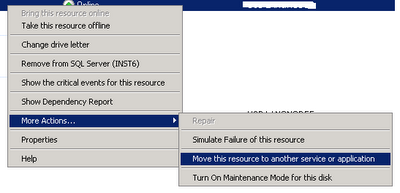 Online
Bring this resource online
Take this resource offline
Change drive letter
Remove from SQL Server (INST6)
Show the critical events for this resource
Show Dependency Report
More Actions...
Repair
Properties
Simulate Failure of this resource
Help
Move this resource to another service or application
Turn On Maintenance Mode for this disk